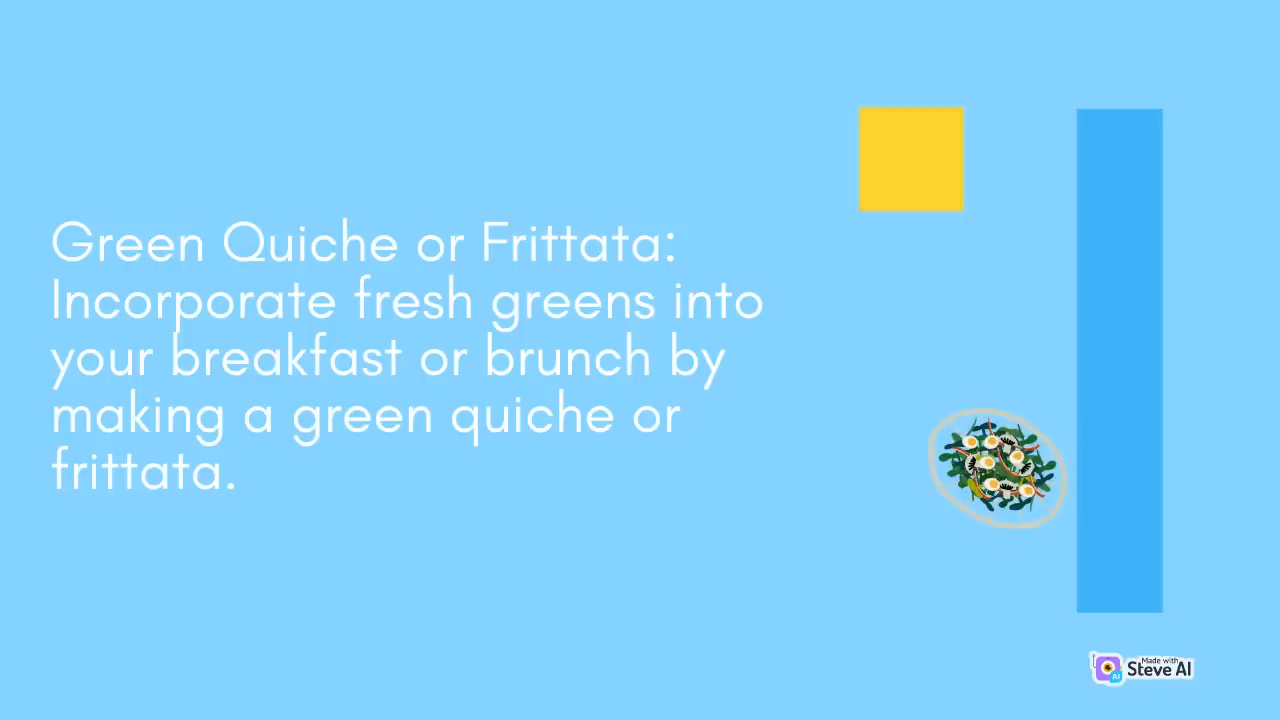 Green Quiche or Frittata:
Incorporate fresh greens into
your breakfast or brunch by
making a green quiche or
frittata.
Made with
Steve AI
AI